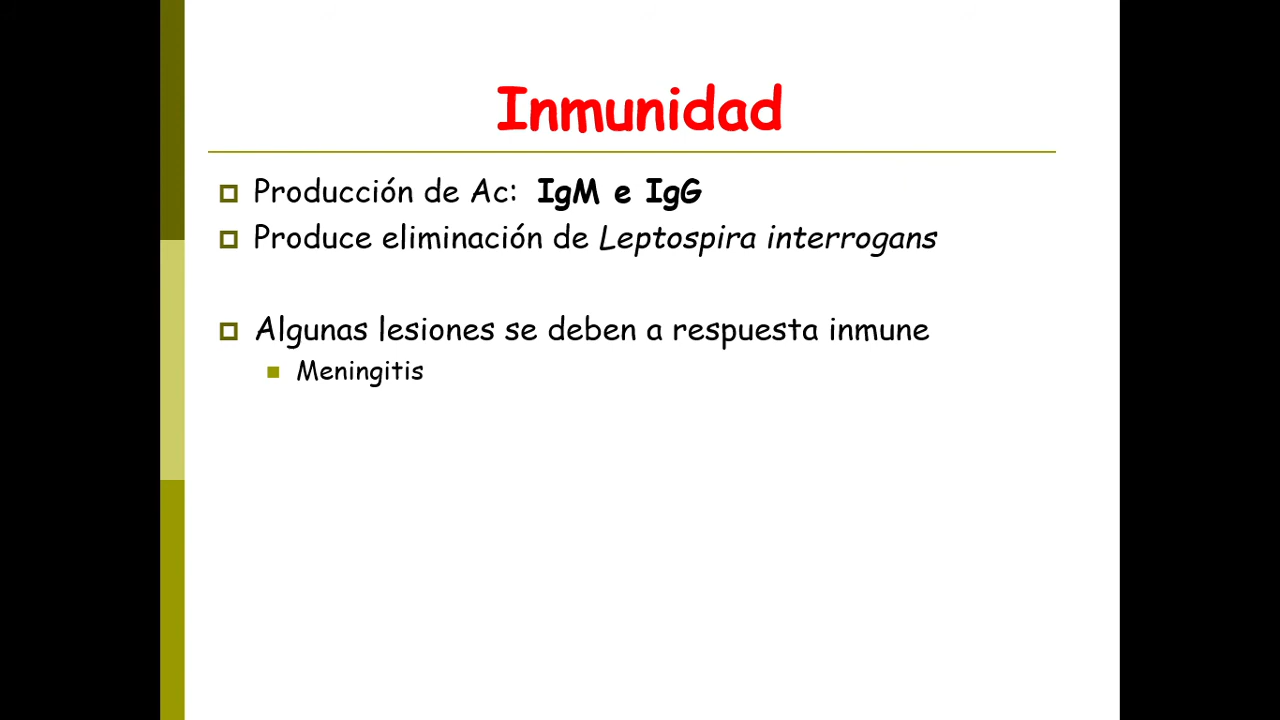 Inmunidad
Producción de Ac: IgM e IgG
Produce eliminación de Leptospira interrogans
Algunas lesiones se deben a respuesta inmune
Meningitis